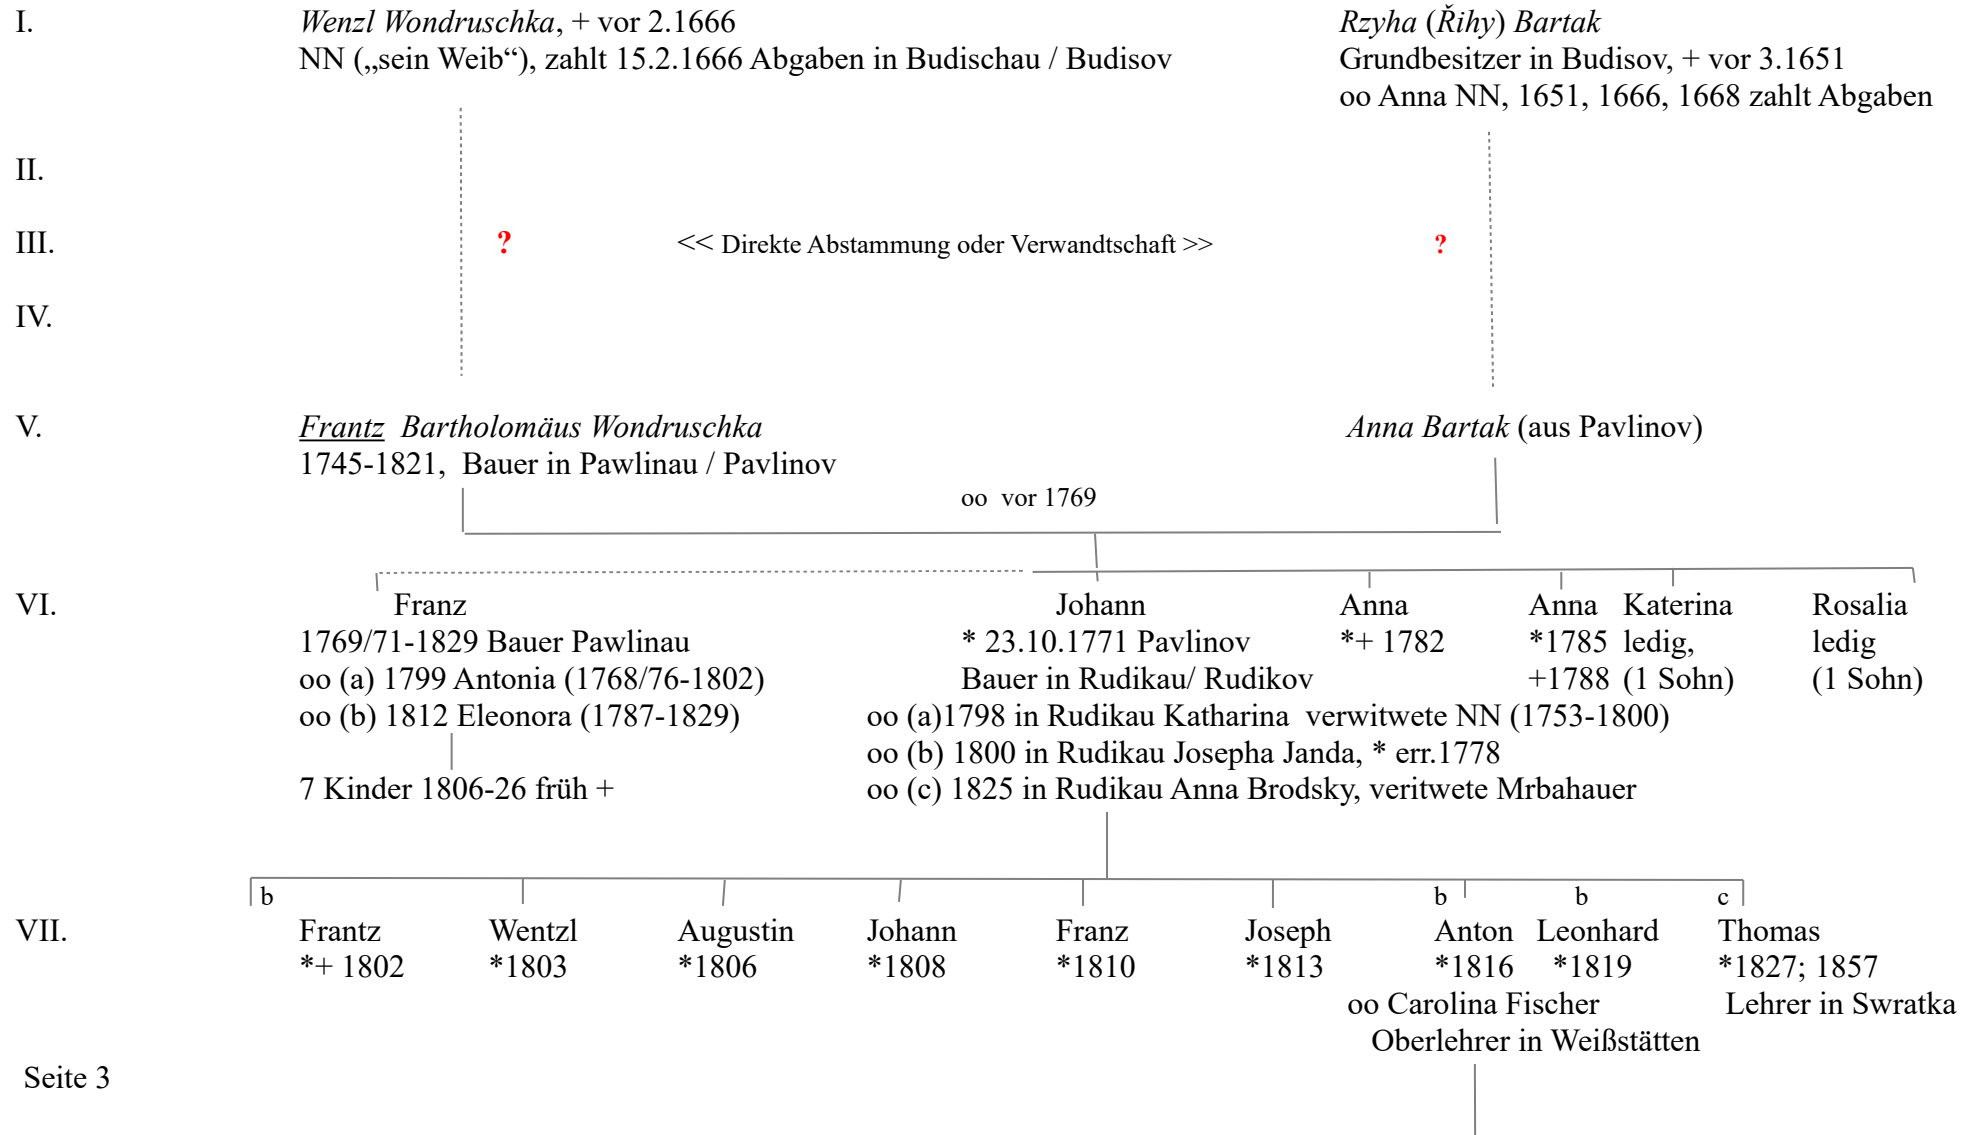 I. Wenzl Wondruschka, + vor 2.1666 Rzyha (Řihy) Bartak
NN („sein Weib“), zahlt 15.2.1666 Abgaben in Budischau / Budisov Grundbesitzer in Budisov, + vor 3.1651
oo Anna NN, 1651, 1666, 1668 zahlt Abgaben
II.
III. ? << Direkte Abstammung oder Verwandtschaft >> ?
IV.
V. Frantz Bartholomäus Wondruschka Anna Bartak (aus Pavlinov)
1745-1821, Bauer in Pawlinau / Pavlinov
oo vor 1769
VI. Franz Johann Anna Anna Katerina Rosalia
1769/71-1829 Bauer Pawlinau * 23.10.1771 Pavlinov *+ 1782 *1785 ledig, ledig
oo (a) 1799 Antonia (1768/76-1802) Bauer in Rudikau/ Rudikov +1788 (1 Sohn) (1 Sohn)
oo (b) 1812 Eleonora (1787-1829) oo (a)1798 in Rudikau Katharina verwitwete NN (1753-1800)
oo (b) 1800 in Rudikau Josepha Janda, * err.1778
7 Kinder 1806-26 früh + oo (c) 1825 in Rudikau Anna Brodsky, veritwete Mrbahauer
b b b c
VII. Frantz Wentzl Augustin Johann Franz Joseph Anton Leonhard Thomas
*+ 1802 *1803 *1806 *1808 *1810 *1813 *1816 *1819 *1827; 1857
oo Carolina Fischer Lehrer in Swratka
Oberlehrer in Weißstätten
Seite 3